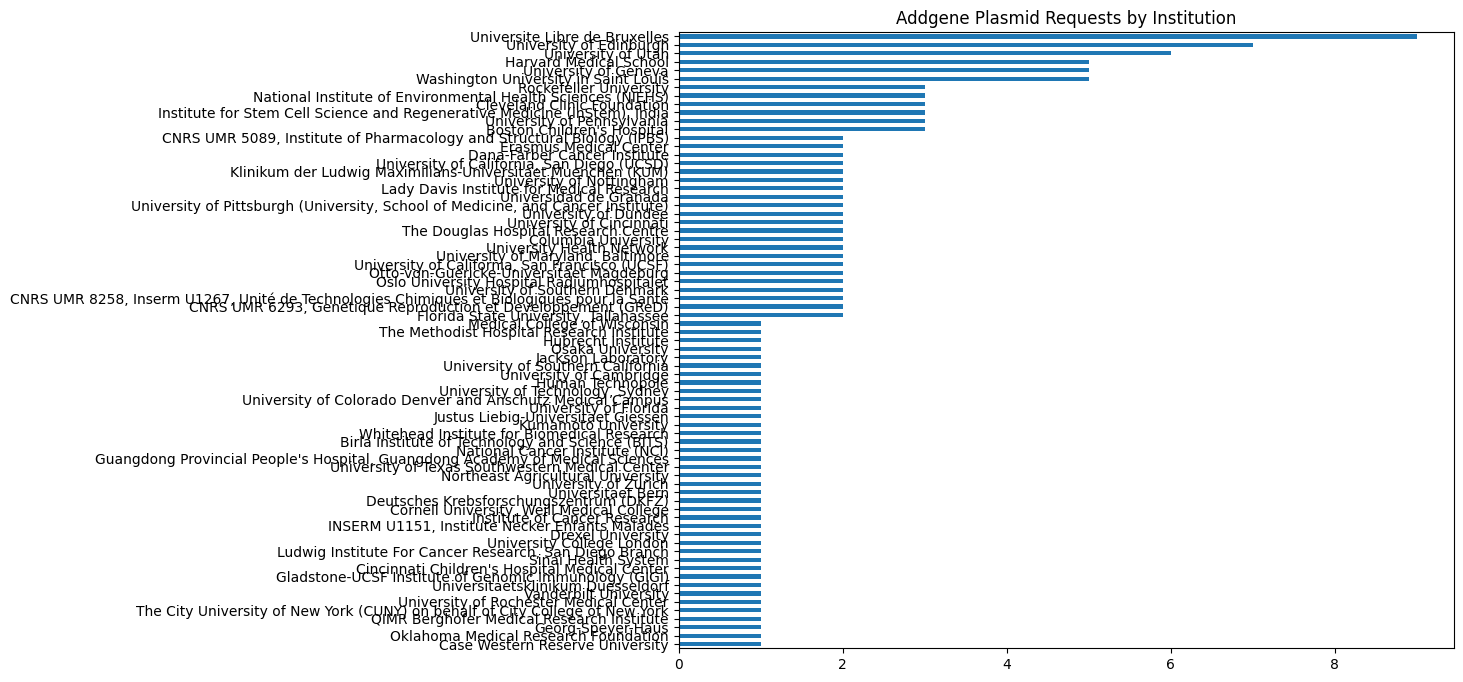 Addgene Plasmid Requests by Institution
Universite Libre de Bruxelles
University of Edinburgh
University of Utah
Harvard Medical School
University of Geneva
Washington University in Saint Louis
Rockefeller University
National Institute of Environmental Health Sciences (NIEHS)
Cleveland Clinic Foundation
Institute for Stem Cell Science and Regenerative Medicine (InStem), India
University of Pennsylvania
Boston Children's Hospital
CNRS UMR 5089, Institute of Pharmacology and Structural Biology (IPBS)
Erasmus Medical Center
Dana-Farber Cancer Institute
University of California, San Diego (UCSD)
Klinikum der Ludwig Maximilians-Universitaet Muenchen (KUM)
University of Nottingham
Lady Davis Institute for Medical Research
Universidad de Granada
University of Pittsburgh (University, School of Medicine, and Cancer Institute)
University of Dundee
University of Cincinnati
The Douglas Hospital Research Centre
Columbia University
University Health Network
University of Maryland, Baltimore
University of California, San Francisco (UCSF)
Otto-von-Guericke-Universitaet Magdeburg
Oslo University Hospital Radiumhospitalet
University of Southern Denmark
CNRS UMR 8258, Inserm U1267, Unité de Technologies Chimiques et Biologiques pour la Sante
CNRS UMR 6293, Genetique Reproduction et Developpement (GReD)
Florida State University, Tallahassee
Medical College of Wisconsin
The Methodist Hospital Research Institute
Hubrecht Institute
Osaka University
Jackson Laboratory
University of Southern California
University of Cambridge
Human Technopole
University of Technology, Sydney
University of Colorado Denver and Anschutz Medical Campus
University of Florida
Justus Liebig-Universitaet Giessen
Kumamoto University
Whitehead Institute for Biomedical Research
Birla Institute of Technology and Science (BITS)
National Cancer Institute (NCI)
Guangdong Provincial People's Hospital, Guangdong Academy of Medical Sciences
University of Texas Southwestern Medical Center
Northeast Agricultural University
University of Zurich
Universitaet Bern
Deutsches Krebsforschungszentrum (DKFZ)
Cornell University, Weill Medical College
Institute of Cancer Research
INSERM U1151, Institute Necker Enfants Malades
Drexel University
University College London
Ludwig Institute For Cancer Research, San Diego Branch
Sinai Health System
Cincinnati Children's Hospital Medical Center
Gladstone-UCSF Institute of Genomic Immunology (GIGI)
Universitaetsklinikum Duesseldorf
Vanderbilt University
University of Rochester Medical Center
The City University of New York (CUNY) on behalf of City College of New York
QIMR Berghofer Medical Research Institute
Georg-Speyer-Haus
Oklahoma Medical Research Foundation
Case Western Reserve University
0 2 4 6 8